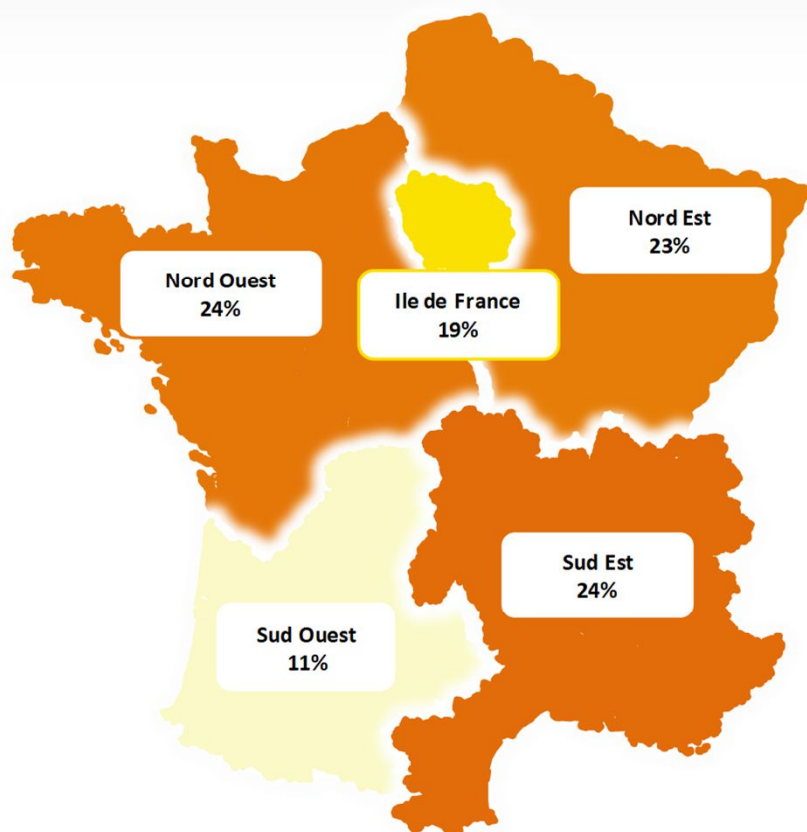 Nord Est
23%
Nord Ouest
24%
Ile de France
19%
Sud Est
24%
Sud Ouest
11%